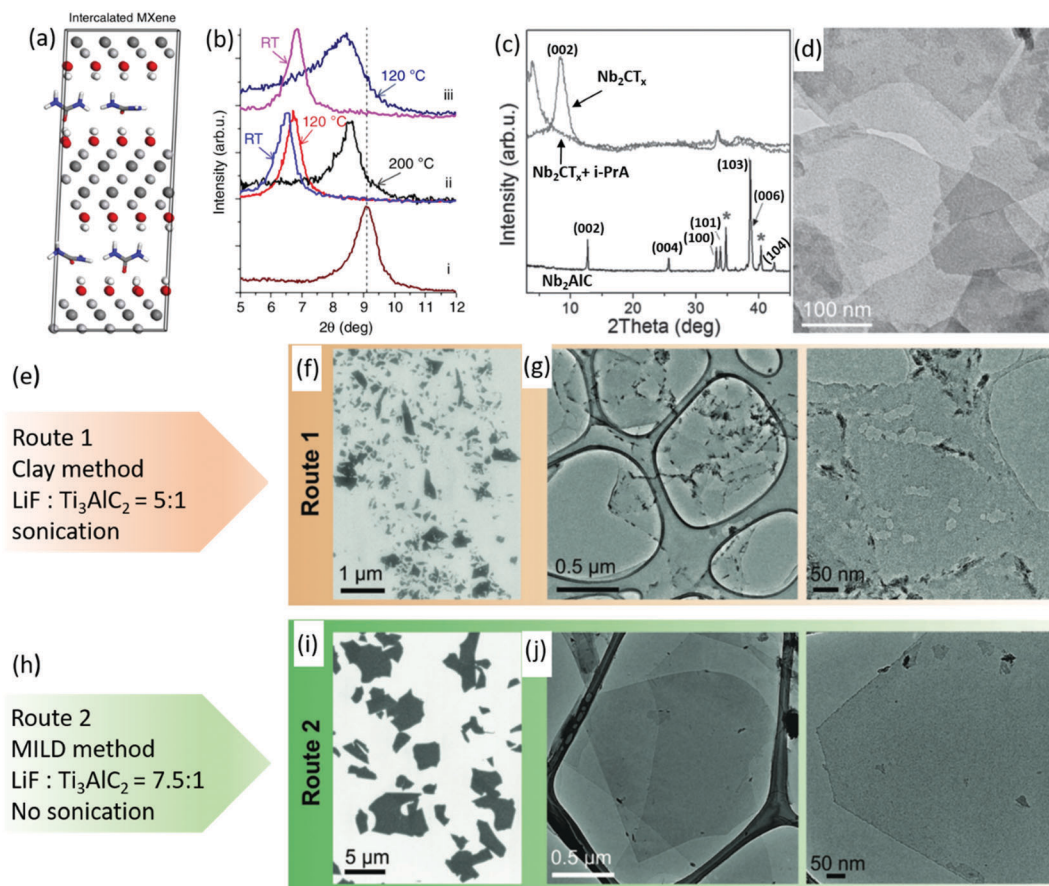 (a)
Intercalated MXene
(b)
Intensity (arb.u.)
RT
120 °C
iii
RT
120 °C
200 °C
ii
i
5 6 7 8 9 10 11 12
2θ (deg)
(c)
Intensity (arb.u.)
(002)
Nb₂CTₓ
Nb₂CTₓ+ i-PrA
(103)
(002)
(004)
(101)
(100)
*
(006)
*
(104)
Nb₂AlC
10 20 30 40
2Theta (deg)
(d)
100 nm
(e)
Route 1
Clay method
LiF : Ti₃AlC₂ = 5:1
sonication
Route 1
(f)
1 µm
(g)
0.5 µm
50 nm
(h)
Route 2
MILD method
LiF : Ti₃AlC₂ = 7.5:1
No sonication
Route 2
(i)
5 µm
(j)
0.5 µm
50 nm